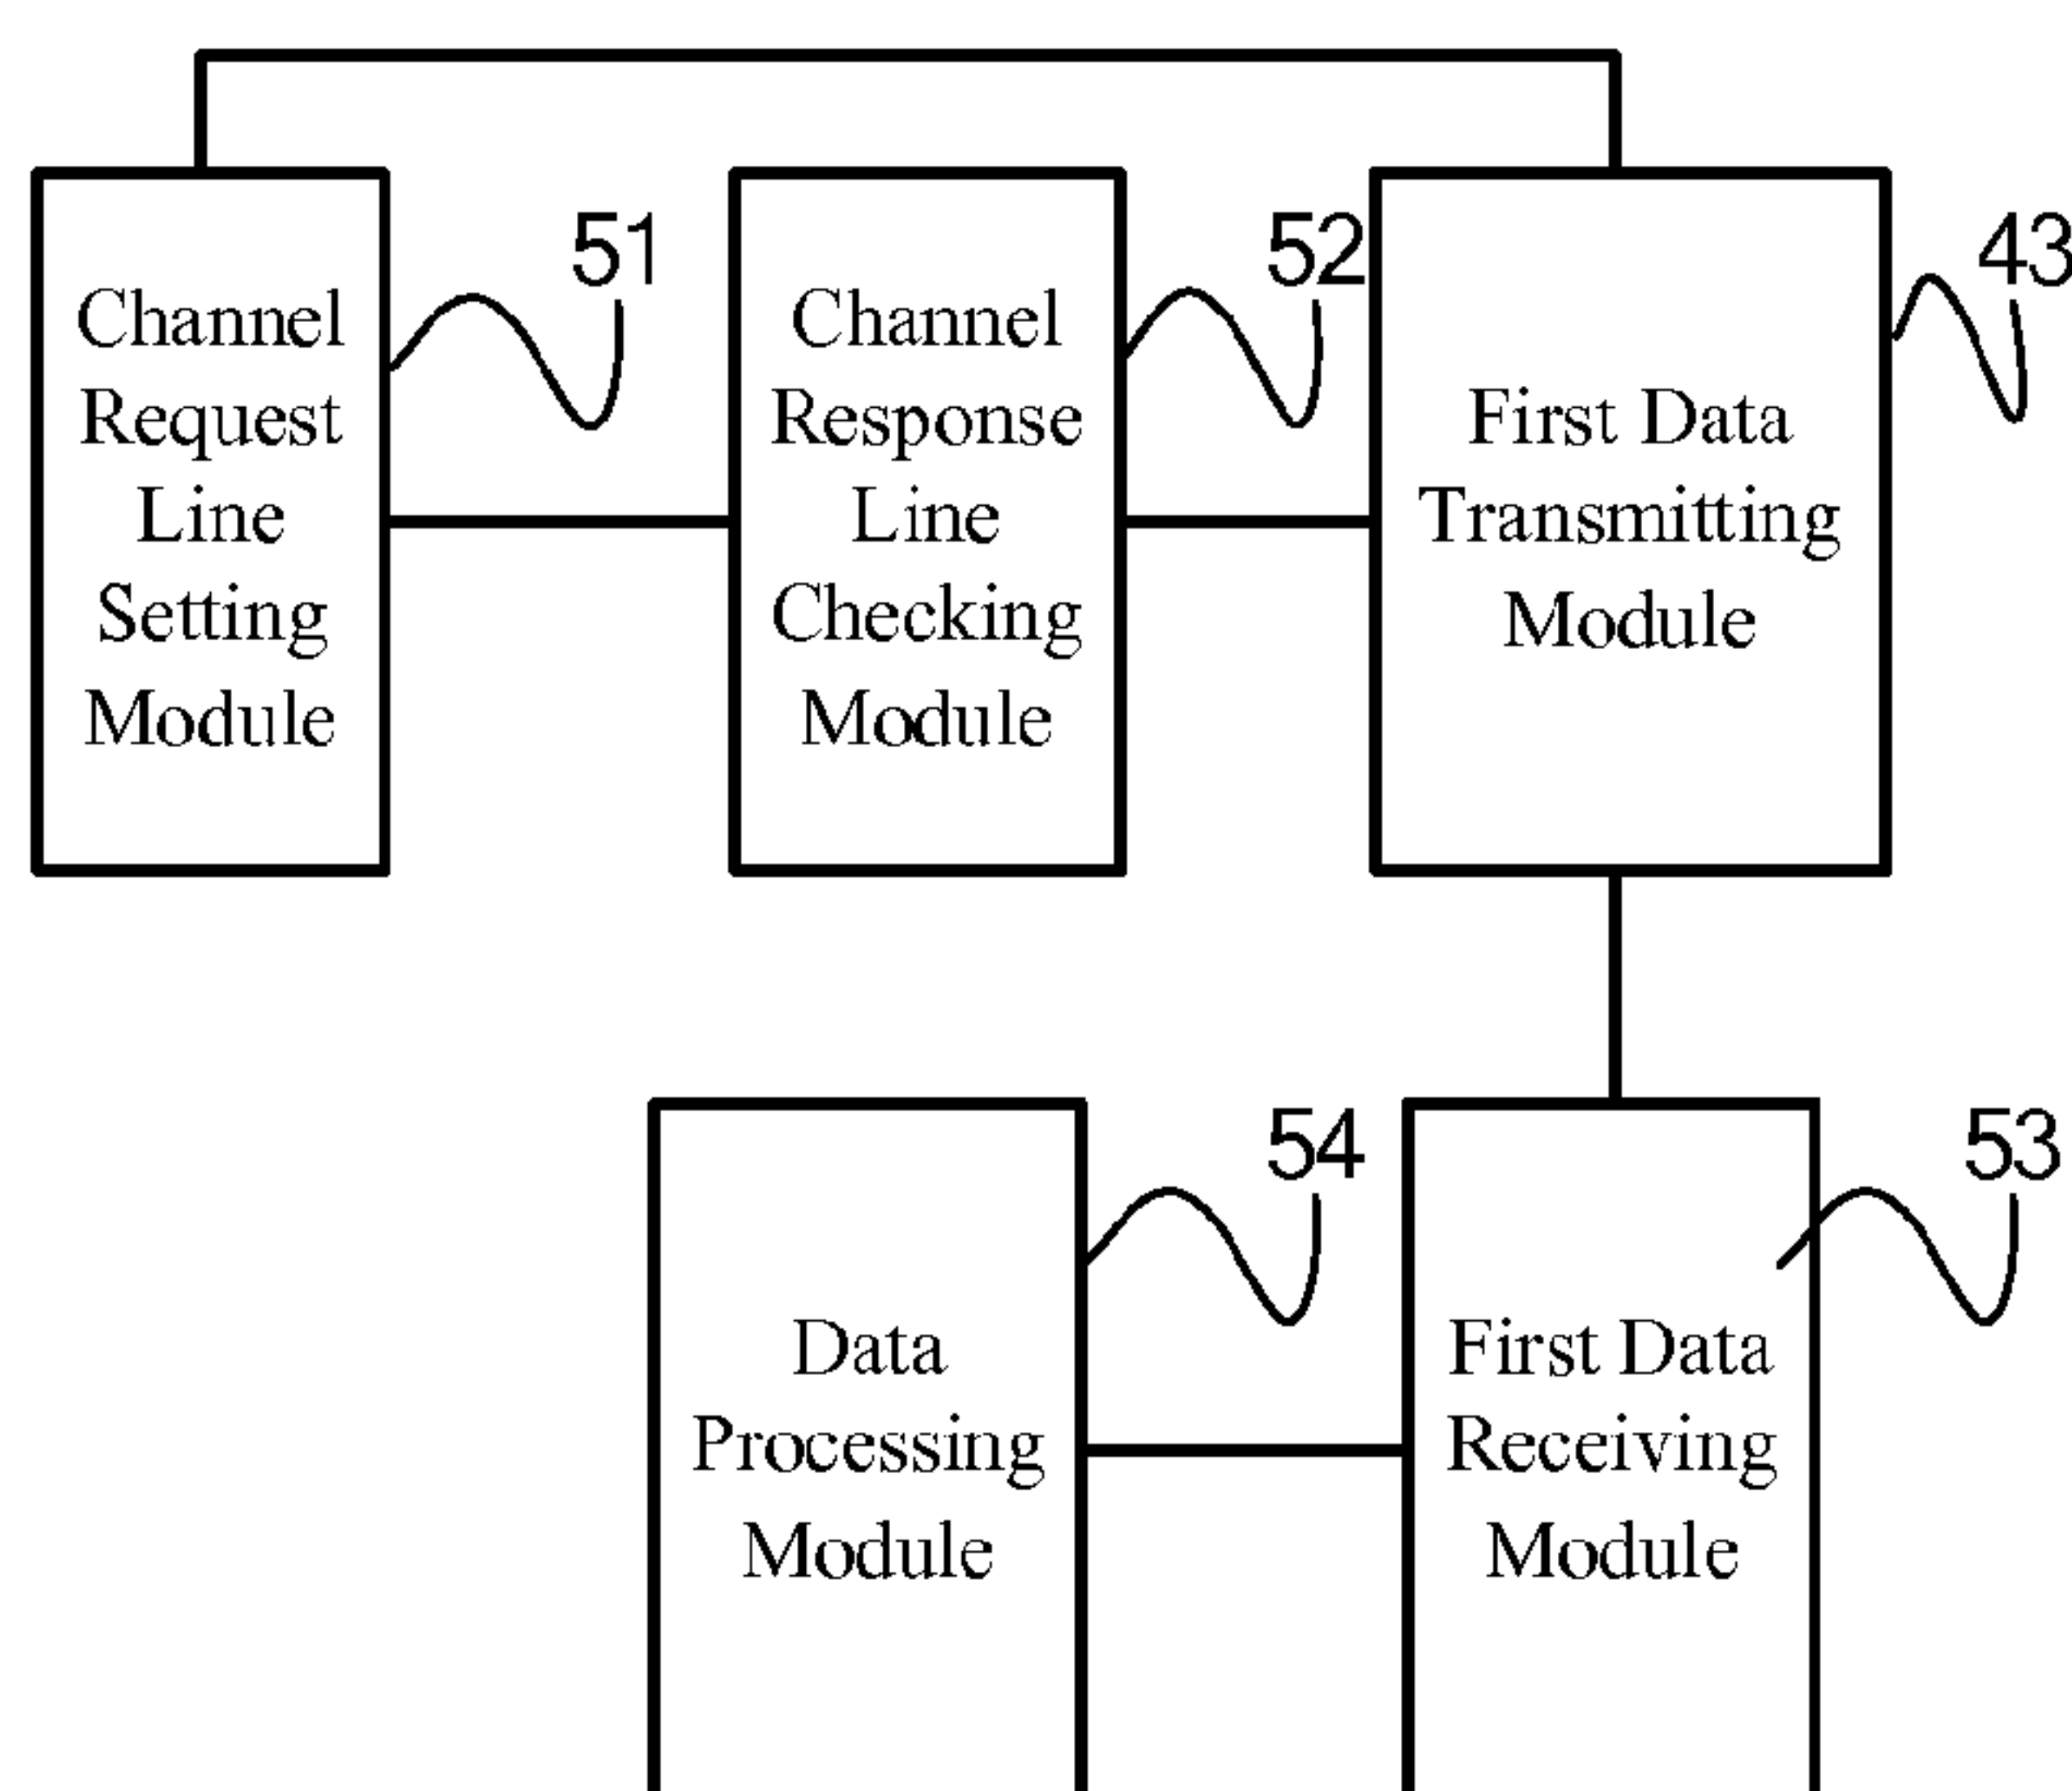 51
52
43
Channel
Request
Line
Setting
Module
Channel
Response
Line
Checking
Module
First Data
Transmitting
Module
54
53
Data
Processing
Module
First Data
Receiving
Module